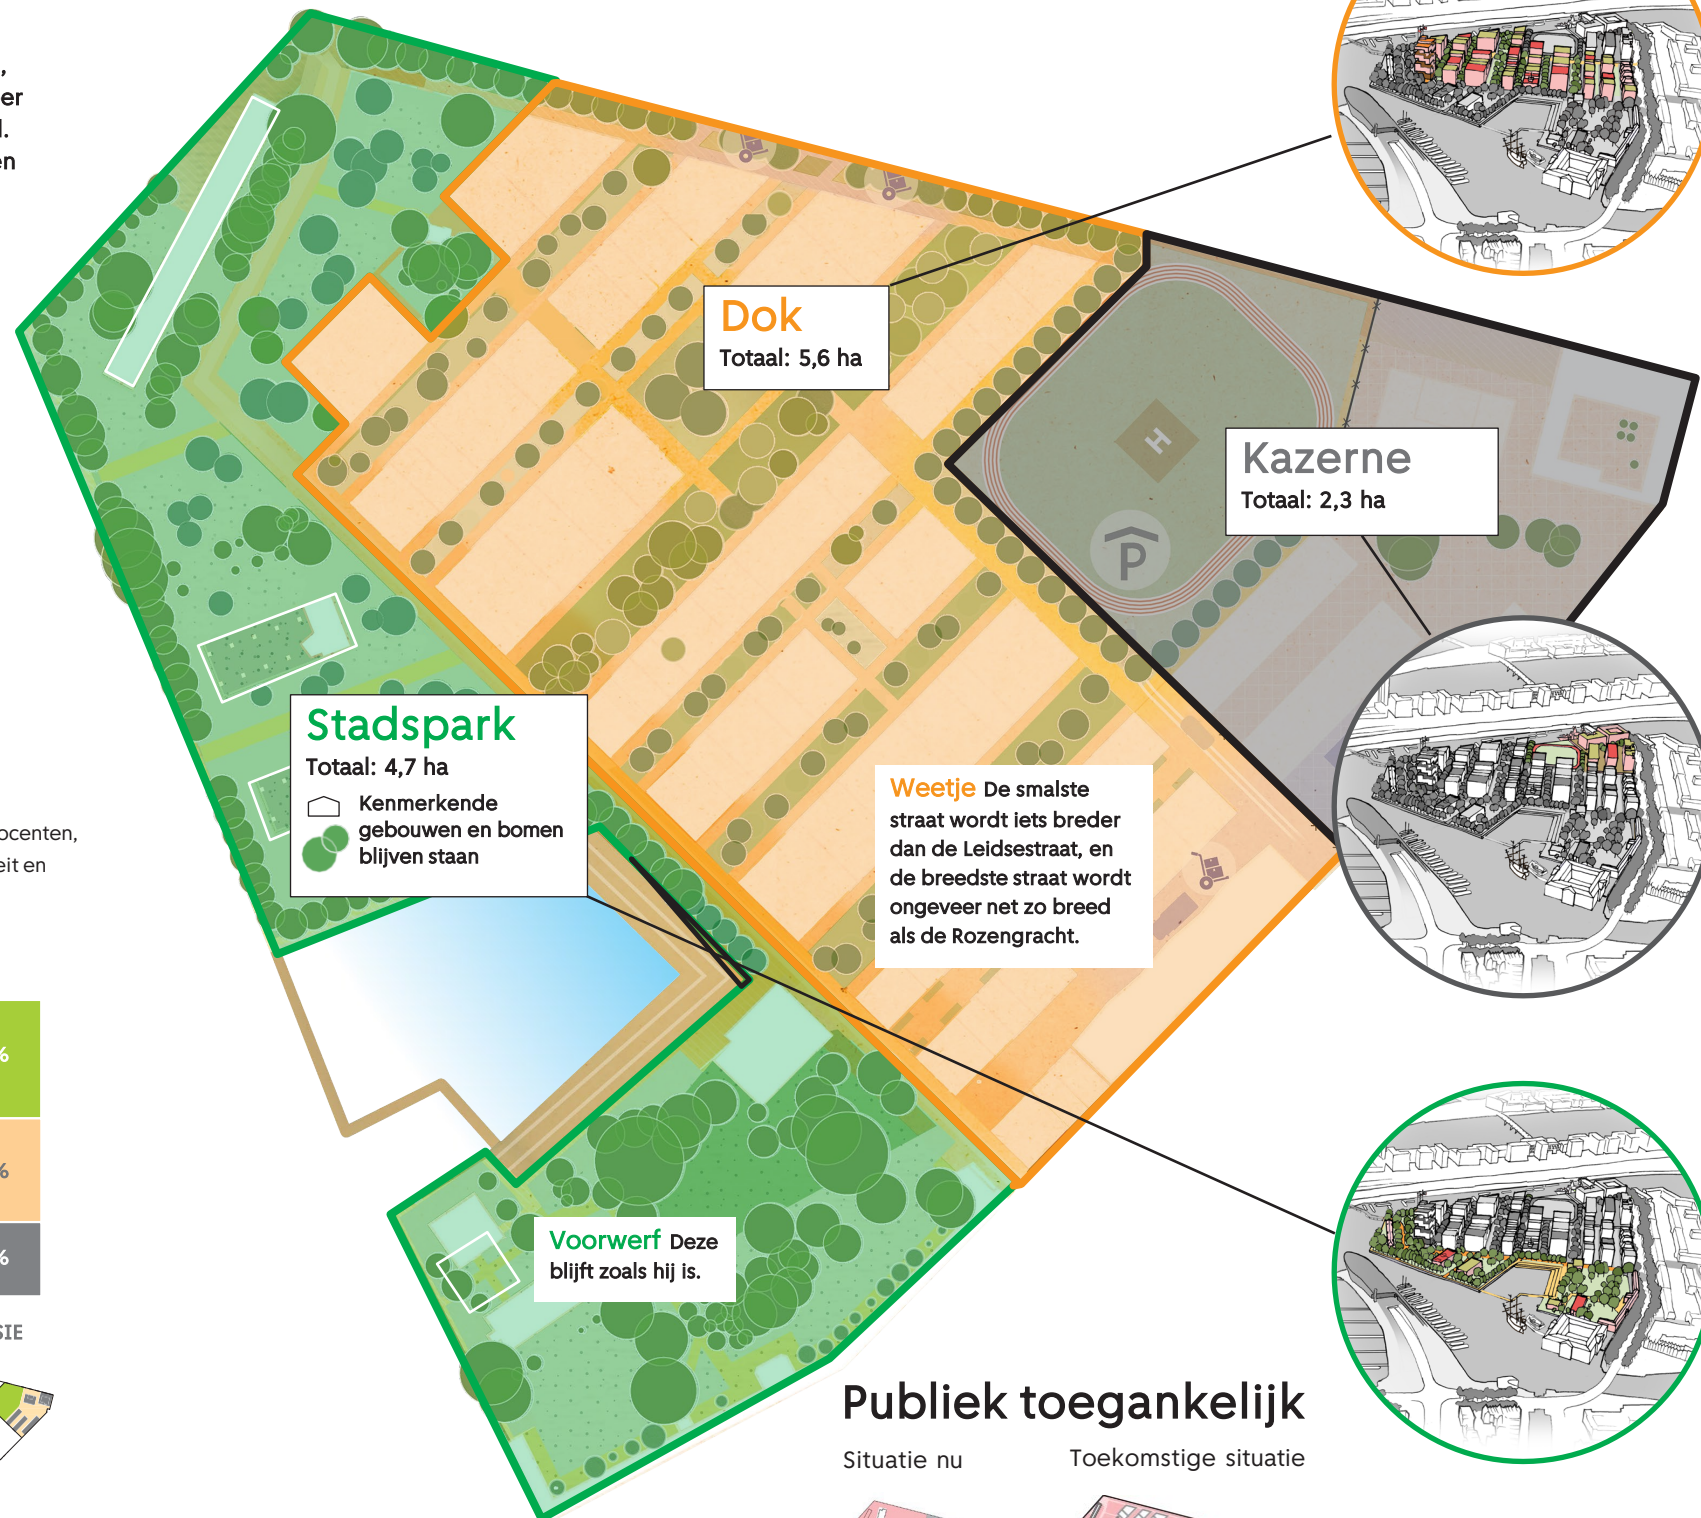 ,
er
l.
en
Dok
Totaal: 5,6 ha
H
P
Kazerne
Totaal: 2,3 ha
Stadspark
Totaal: 4,7 ha
Kenmerkende
gebouwen en bomen
blijven staan
Weetje De smalste
straat wordt iets breder
dan de Leidsestraat, en
de breedste straat wordt
ongeveer net zo breed
als de Rozengracht.
ocenten,
eit en
%
%
%
SIE
Voorwerf Deze
blijft zoals hij is.
Publiek toegankelijk
Situatie nu
Toekomstige situatie